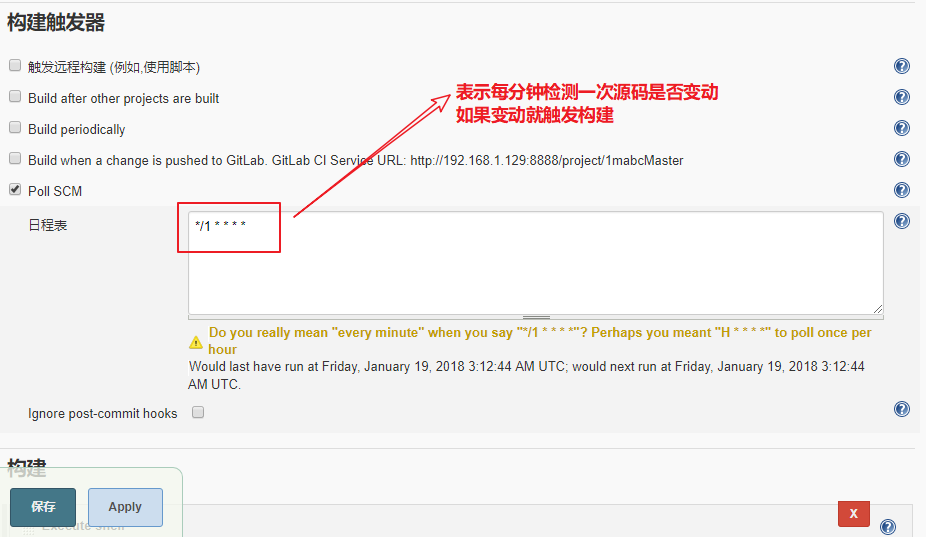 构建触发器
触发远程构建 (例如,使用脚本)
表示每分钟检测一次源码是否变动
如果变动就触发构建
Build after other projects are built
Build periodically
Build when a change is pushed to GitLab. GitLab CI Service URL: http://192.168.1.129:8888/project/1mabcMaster
Poll SCM
日程表
*/1 * * * *
Do you really mean "every minute" when you say "*/1 * * * *"? Perhaps you meant "H * * * *" to poll once per
hour
Would last have run at Friday, January 19, 2018 3:12:44 AM UTC; would next run at Friday, January 19, 2018 3:12:44
AM UTC.
Ignore post-commit hooks
构建
保存
Apply
X
Execute shell